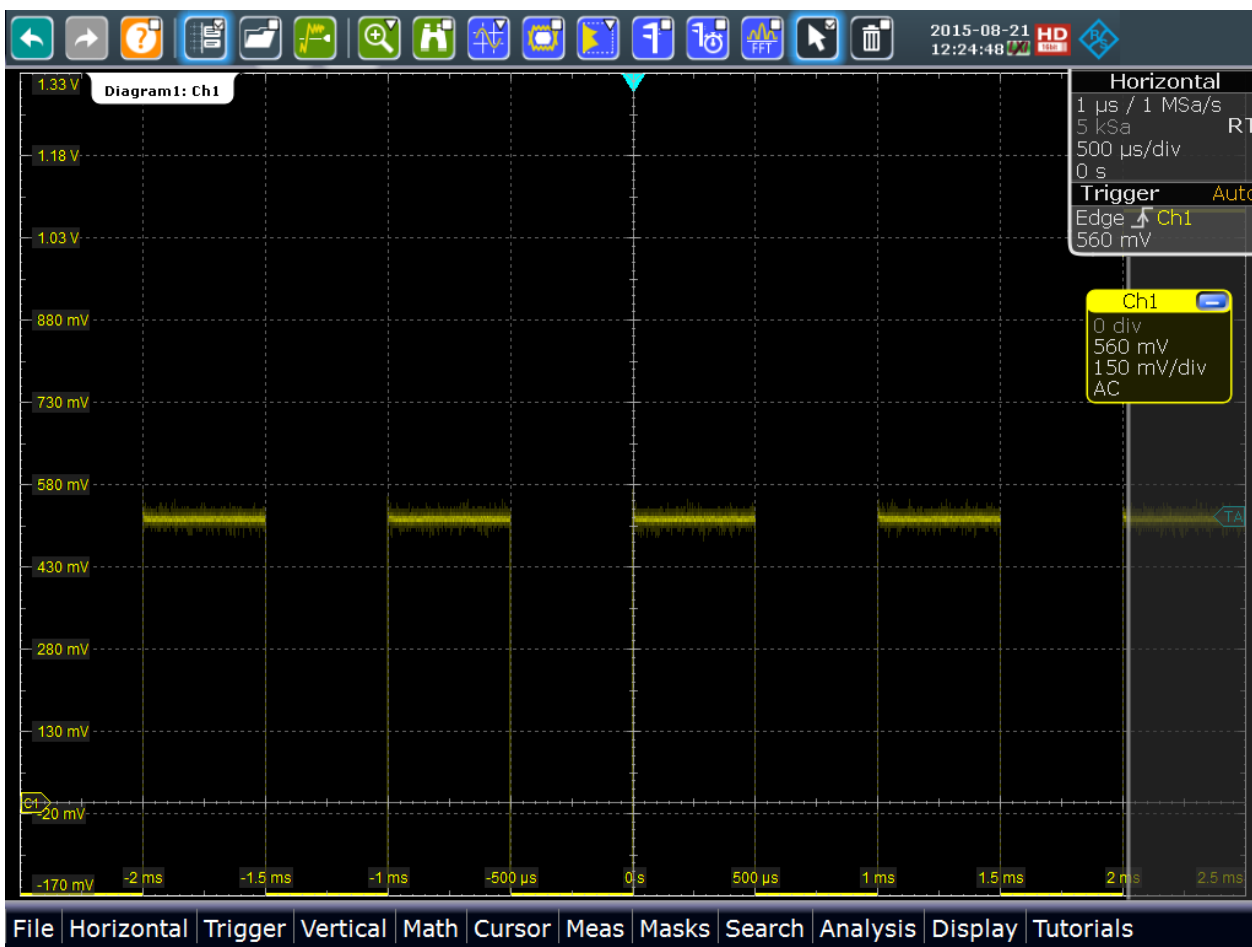 2015-08-21 HD
12:24:48 16bit
R&S
FFT
Diagram1: Ch1
1.33 V
1.18 V
1.03 V
880 mV
730 mV
580 mV
430 mV
280 mV
130 mV
-20 mV
-170 mV
C1
TA
-2 ms
-1.5 ms
-1 ms
-500 µs
0 s
500 µs
1 ms
1.5 ms
2 ms
2.5 ms
Horizontal
1 µs / 1 MSa/s
5 kSa RT
500 µs/div
0 s
Trigger Auto
Edge Ch1
560 mV
Ch1
0 div
560 mV
150 mV/div
AC
File Horizontal Trigger Vertical Math Cursor Meas Masks Search Analysis Display Tutorials